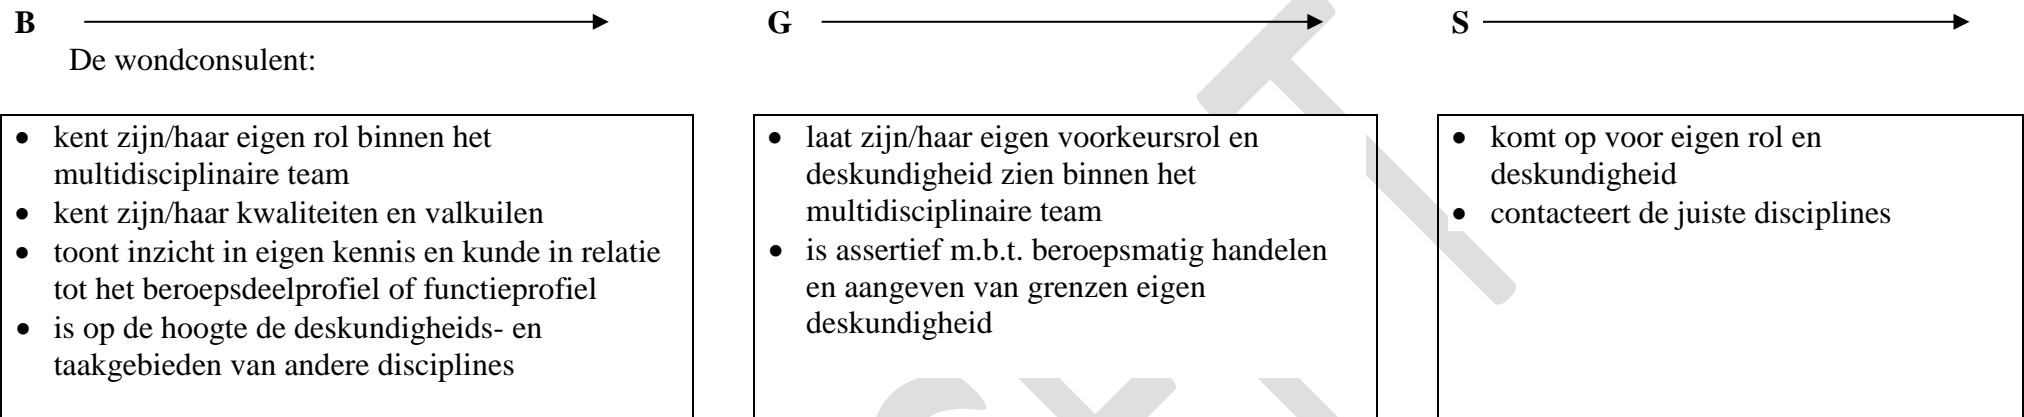 B G S
De wondconsulent:
• kent zijn/haar eigen rol binnen het
multidisciplinaire team
• kent zijn/haar kwaliteiten en valkuilen
• toont inzicht in eigen kennis en kunde in relatie
tot het beroepsdeelprofiel of functieprofiel
• is op de hoogte de deskundigheids- en
taakgebieden van andere disciplines
• laat zijn/haar eigen voorkeursrol en
deskundigheid zien binnen het
multidisciplinaire team
• is assertief m.b.t. beroepsmatig handelen
en aangeven van grenzen eigen
deskundigheid
• komt op voor eigen rol en
deskundigheid
• contacteert de juiste disciplines